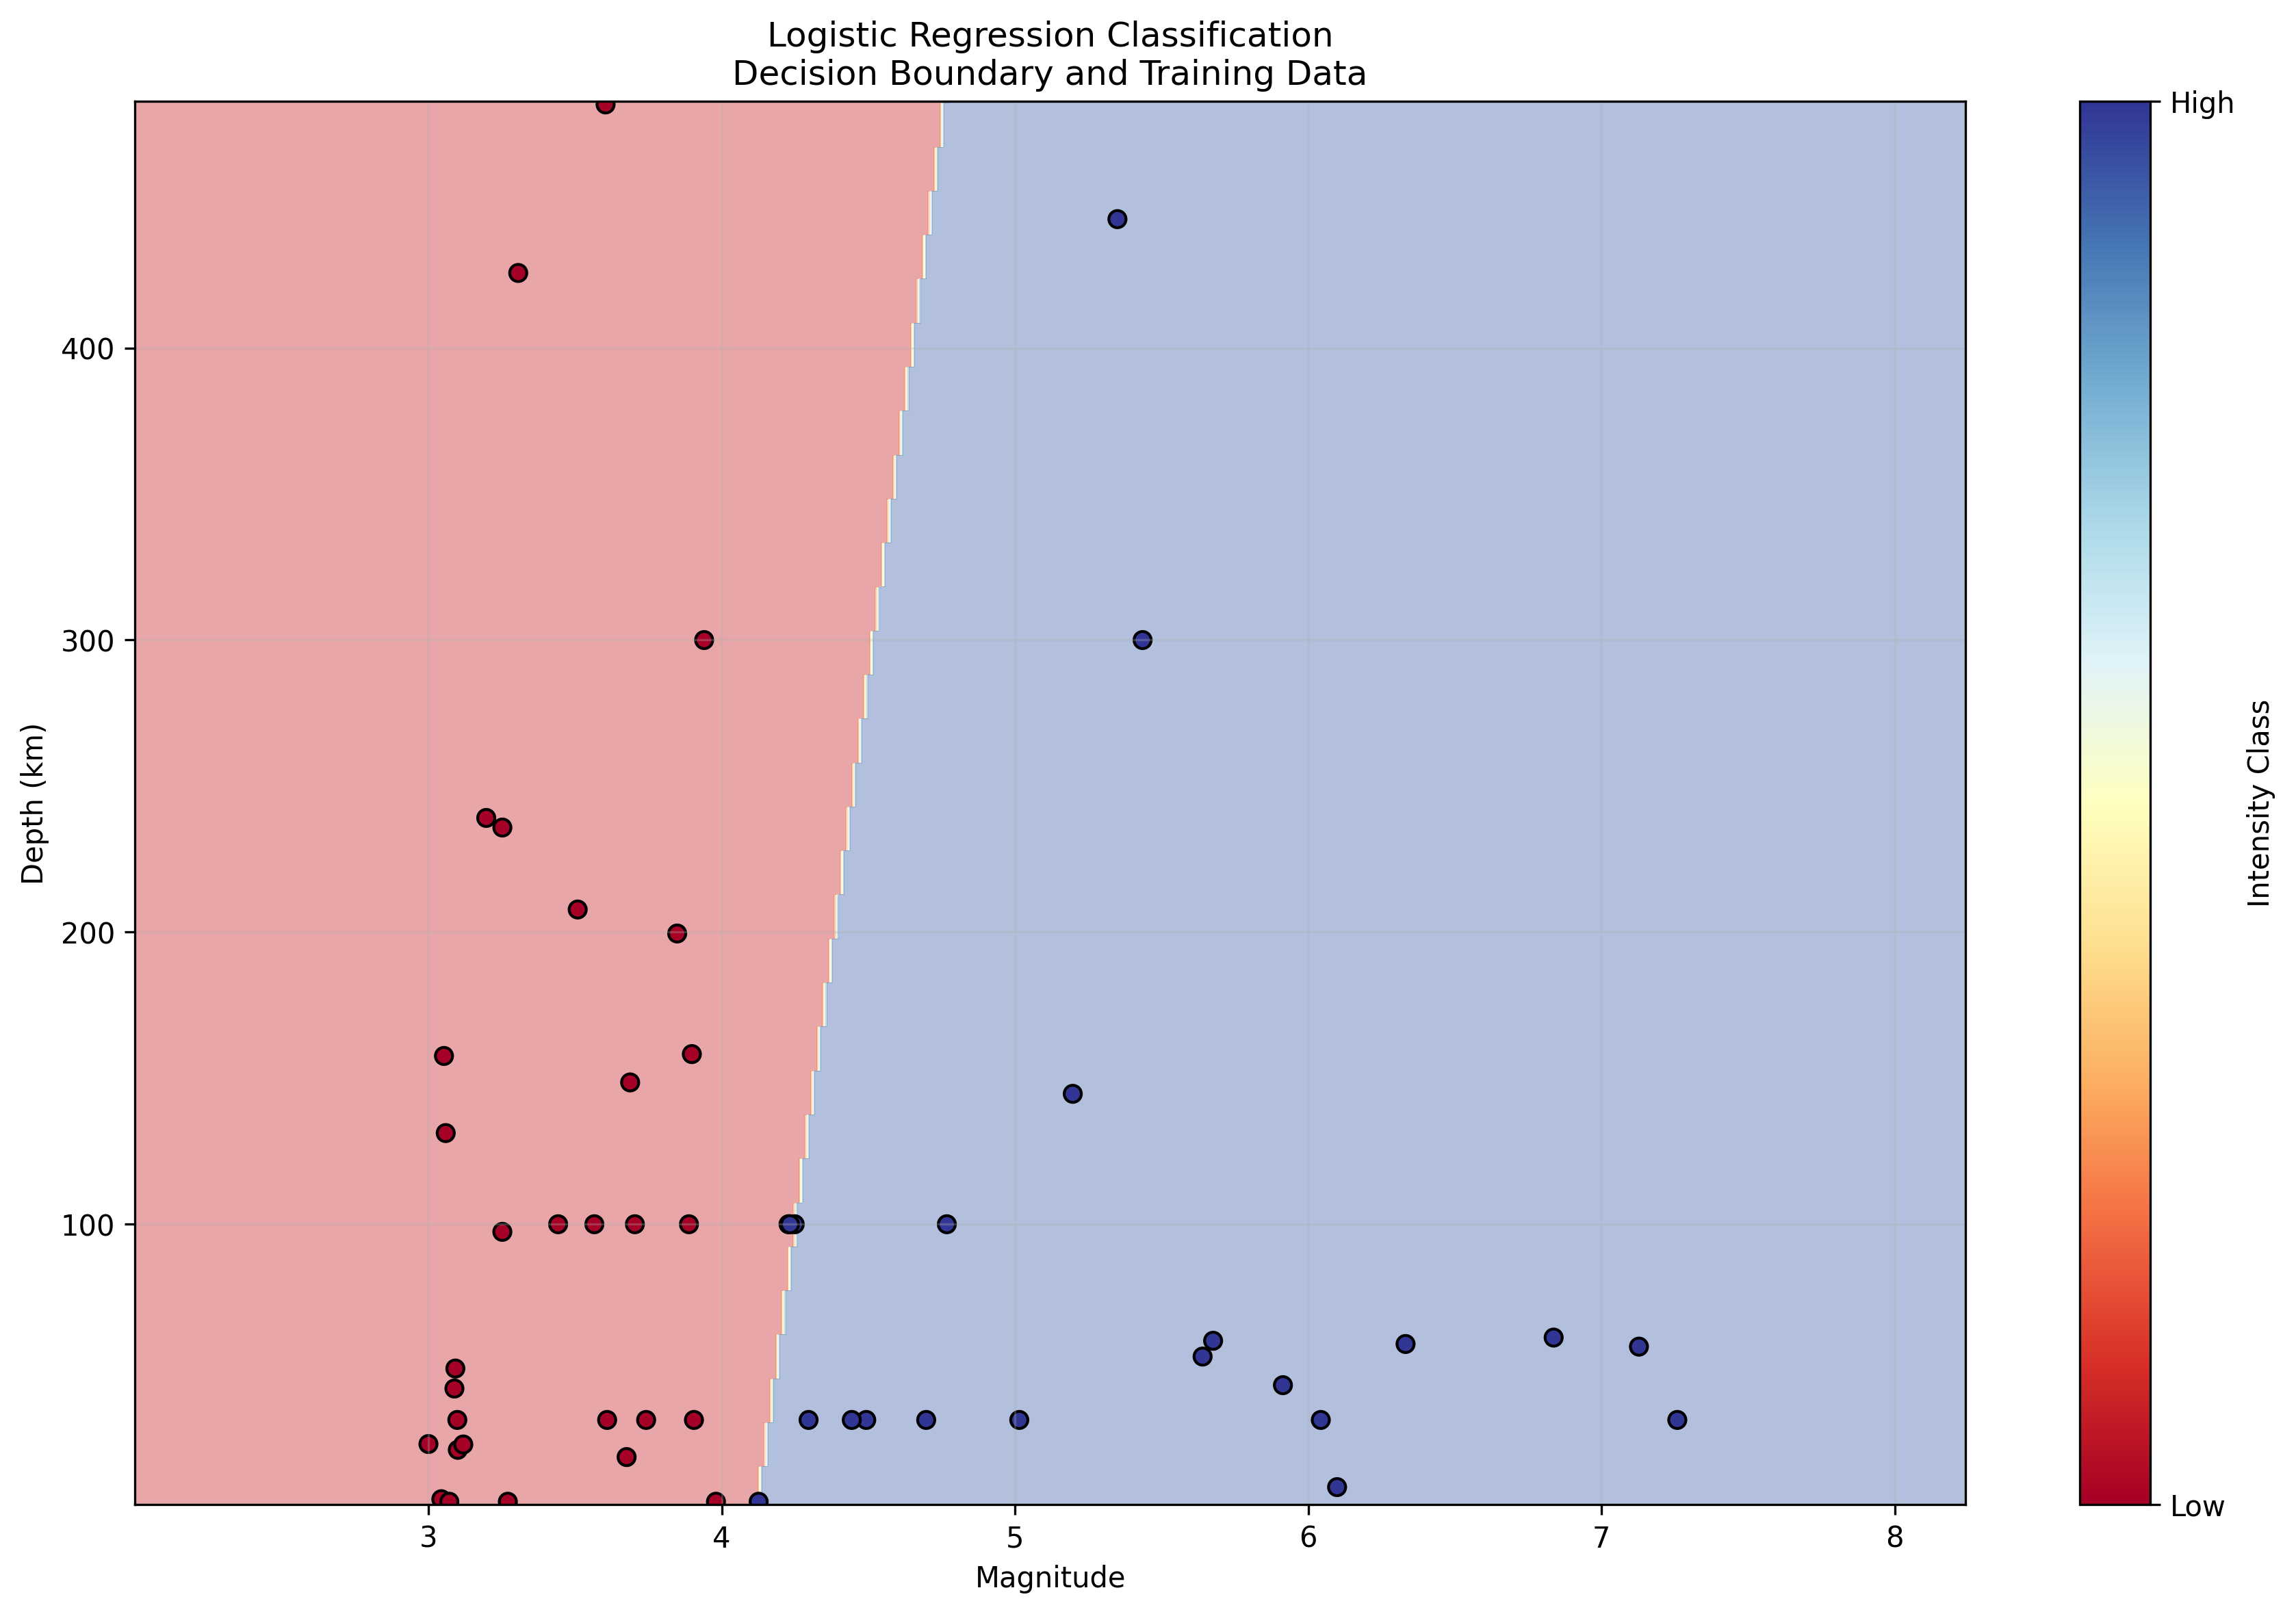 Logistic Regression Classification
Decision Boundary and Training Data
High
400
300
200
100
Depth (km)
Intensity Class
Low
3 4 5 6 7 8
Magnitude